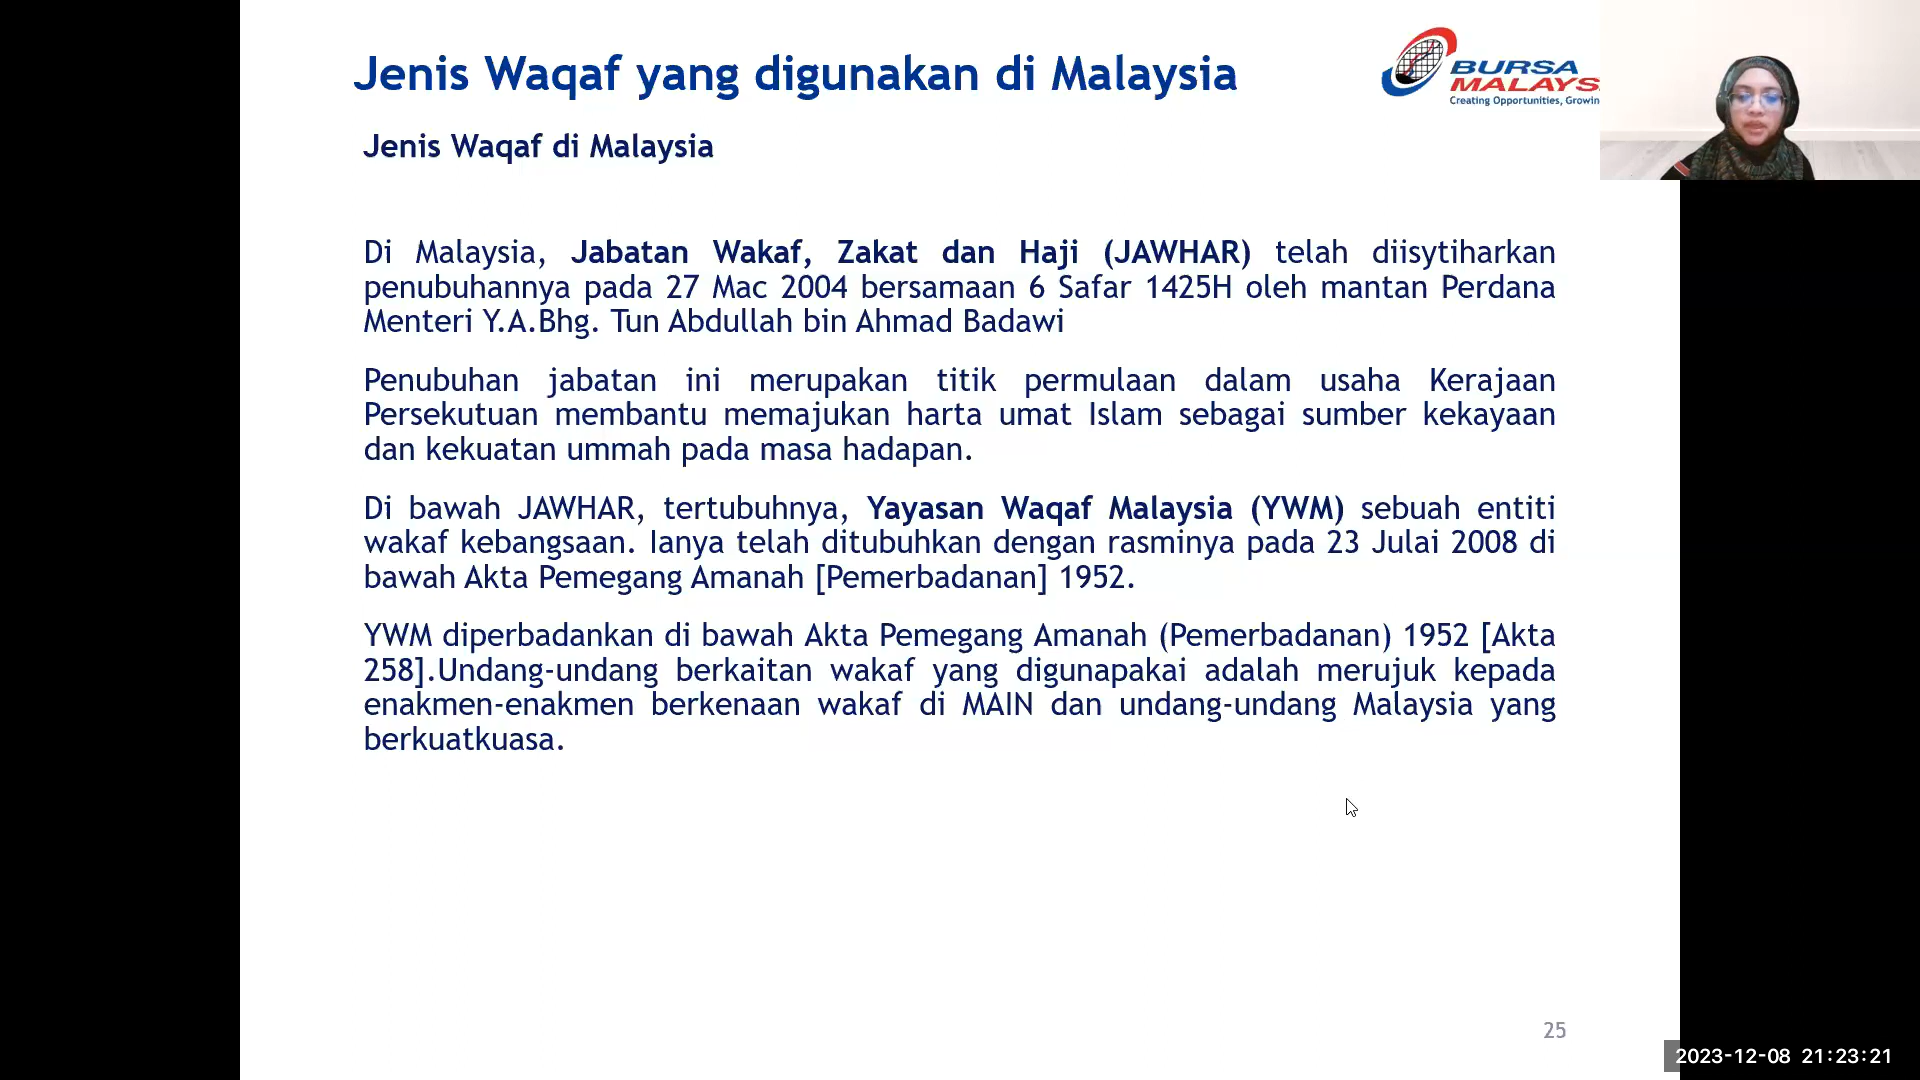 Jenis Waqaf yang digunakan di Malaysia
BURSA
MALAYS
Creating Opportunities, Growin
Jenis Waqaf di Malaysia
Di Malaysia, Jabatan Wakaf, Zakat dan Haji (JAWHAR) telah diisytiharkan
penubuhannya pada 27 Mac 2004 bersamaan 6 Safar 1425H oleh mantan Perdana
Menteri Y.A.Bhg. Tun Abdullah bin Ahmad Badawi
Penubuhan jabatan ini merupakan titik permulaan dalam usaha Kerajaan
Persekutuan membantu memajukan harta umat Islam sebagai sumber kekayaan
dan kekuatan ummah pada masa hadapan.
Di bawah JAWHAR, tertubuhnya, Yayasan Waqaf Malaysia (YWM) sebuah entiti
wakaf kebangsaan. Ianya telah ditubuhkan dengan rasminya pada 23 Julai 2008 di
bawah Akta Pemegang Amanah [Pemerbadanan] 1952.
YWM diperbadankan di bawah Akta Pemegang Amanah (Pemerbadanan) 1952 [Akta
258].Undang-undang berkaitan wakaf yang digunapakai adalah merujuk kepada
enakmen-enakmen berkenaan wakaf di MAIN dan undang-undang Malaysia yang
berkuatkuasa.
25
2023-12-08 21:23:21